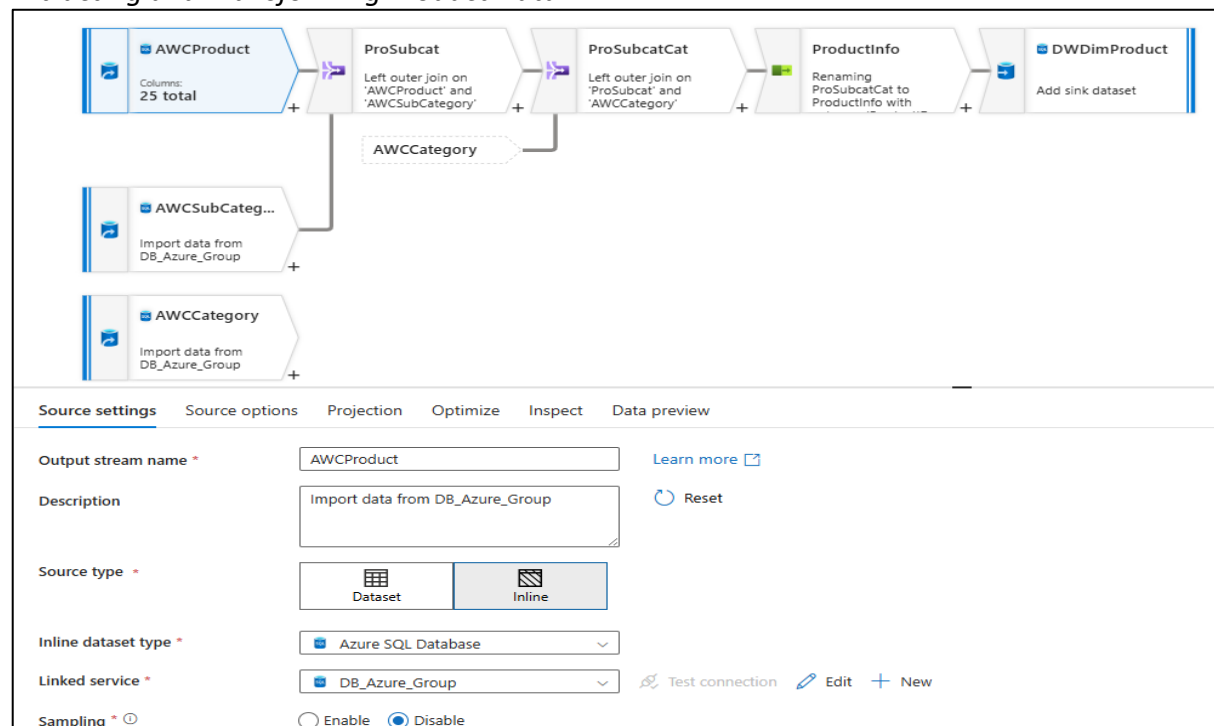 AWCProduct
Columns:
25 total
ProSubcat
Left outer join on
'AWCProduct' and
'AWCSubCategory'
ProSubcatCat
Left outer join on
'ProSubcat' and
'AWCCategory'
ProductInfo
Renaming
ProSubcatCat to
ProductInfo with
DWDimProduct
Add sink dataset
+
+
+
+
AWCCategory
AWCSubCateg...
Import data from
DB_Azure_Group
+
AWCCategory
Import data from
DB_Azure_Group
+
Source settings Source options Projection Optimize Inspect Data preview
Output stream name * AWCProduct Learn more
Description Import data from DB_Azure_Group Reset
Source type *
Dataset Inline
Inline dataset type * Azure SQL Database
Linked service * DB_Azure_Group Test connection Edit + New
Sampling * Enable Disable